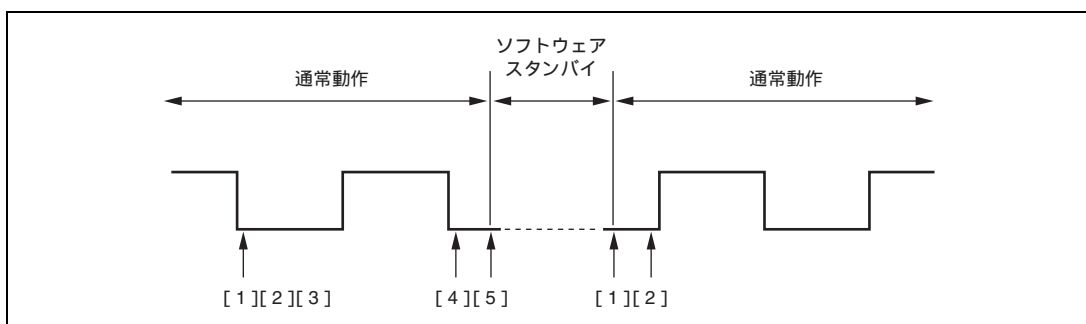 ソフトウェア
スタンバイ
通常動作
通常動作
[ 1 ][ 2 ][ 3 ]
[ 4 ][ 5 ]
[ 1 ][ 2 ]